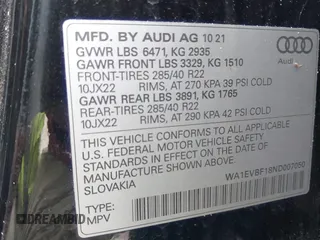 MFD. BY AUDI AG 10 21
GVWR LBS 6471, KG 2935
GAWR FRONT LBS 3329, KG 1510
FRONT-TIRES 285/40 R22
10JX22 RIMS, AT 270 KPA 39 PSI COLD
GAWR REAR LBS 3891, KG 1765
REAR-TIRES 285/40 R22
10JX22 RIMS, AT 290 KPA 42 PSI COLD
Audi
THIS VEHICLE CONFORMS TO ALL APPLICABLE
FEDERAL MOTOR VEHICLE SAFETY
STANDARDS IN EFFECT ON THE DATE OF
MANUFACTURE SHOWN ABOVE.
SLOVAKIA
WA1EVBF18ND007050
TYPE:
MPV
DREAMBID